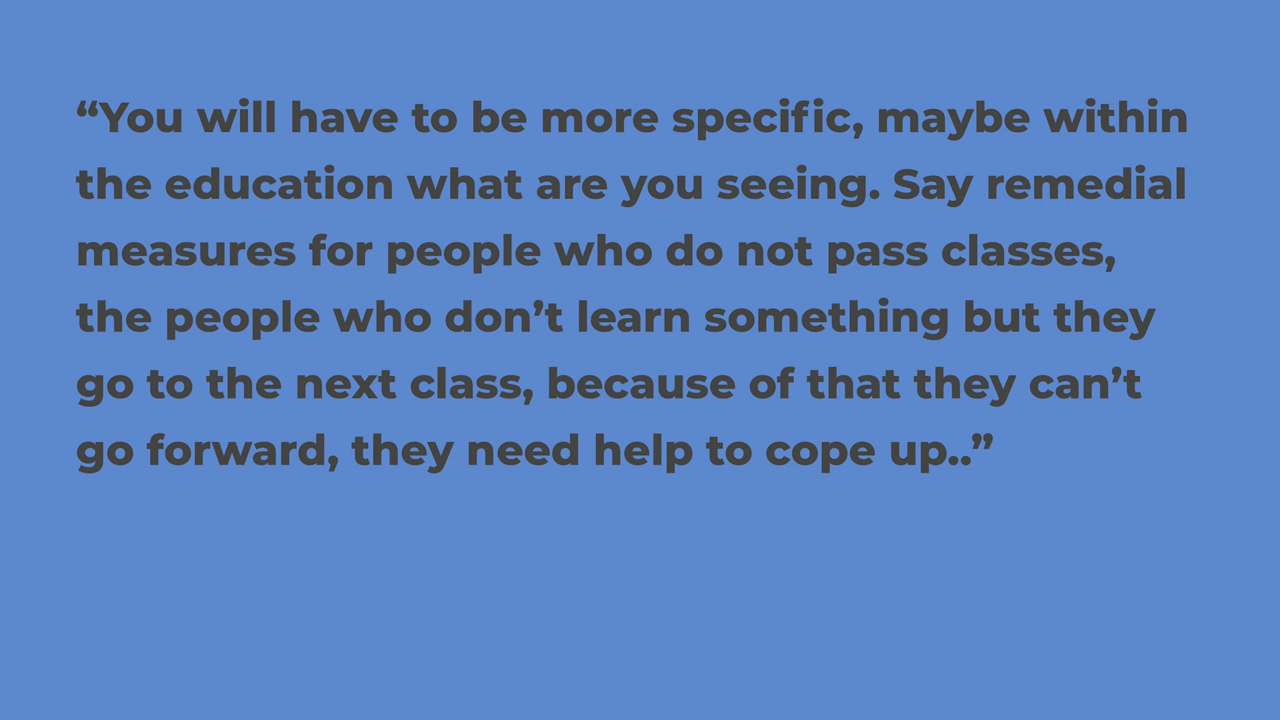 “You will have to be more specific, maybe within
the education what are you seeing. Say remedial
measures for people who do not pass classes,
the people who don’t learn something but they
go to the next class, because of that they can’t
go forward, they need help to cope up..”